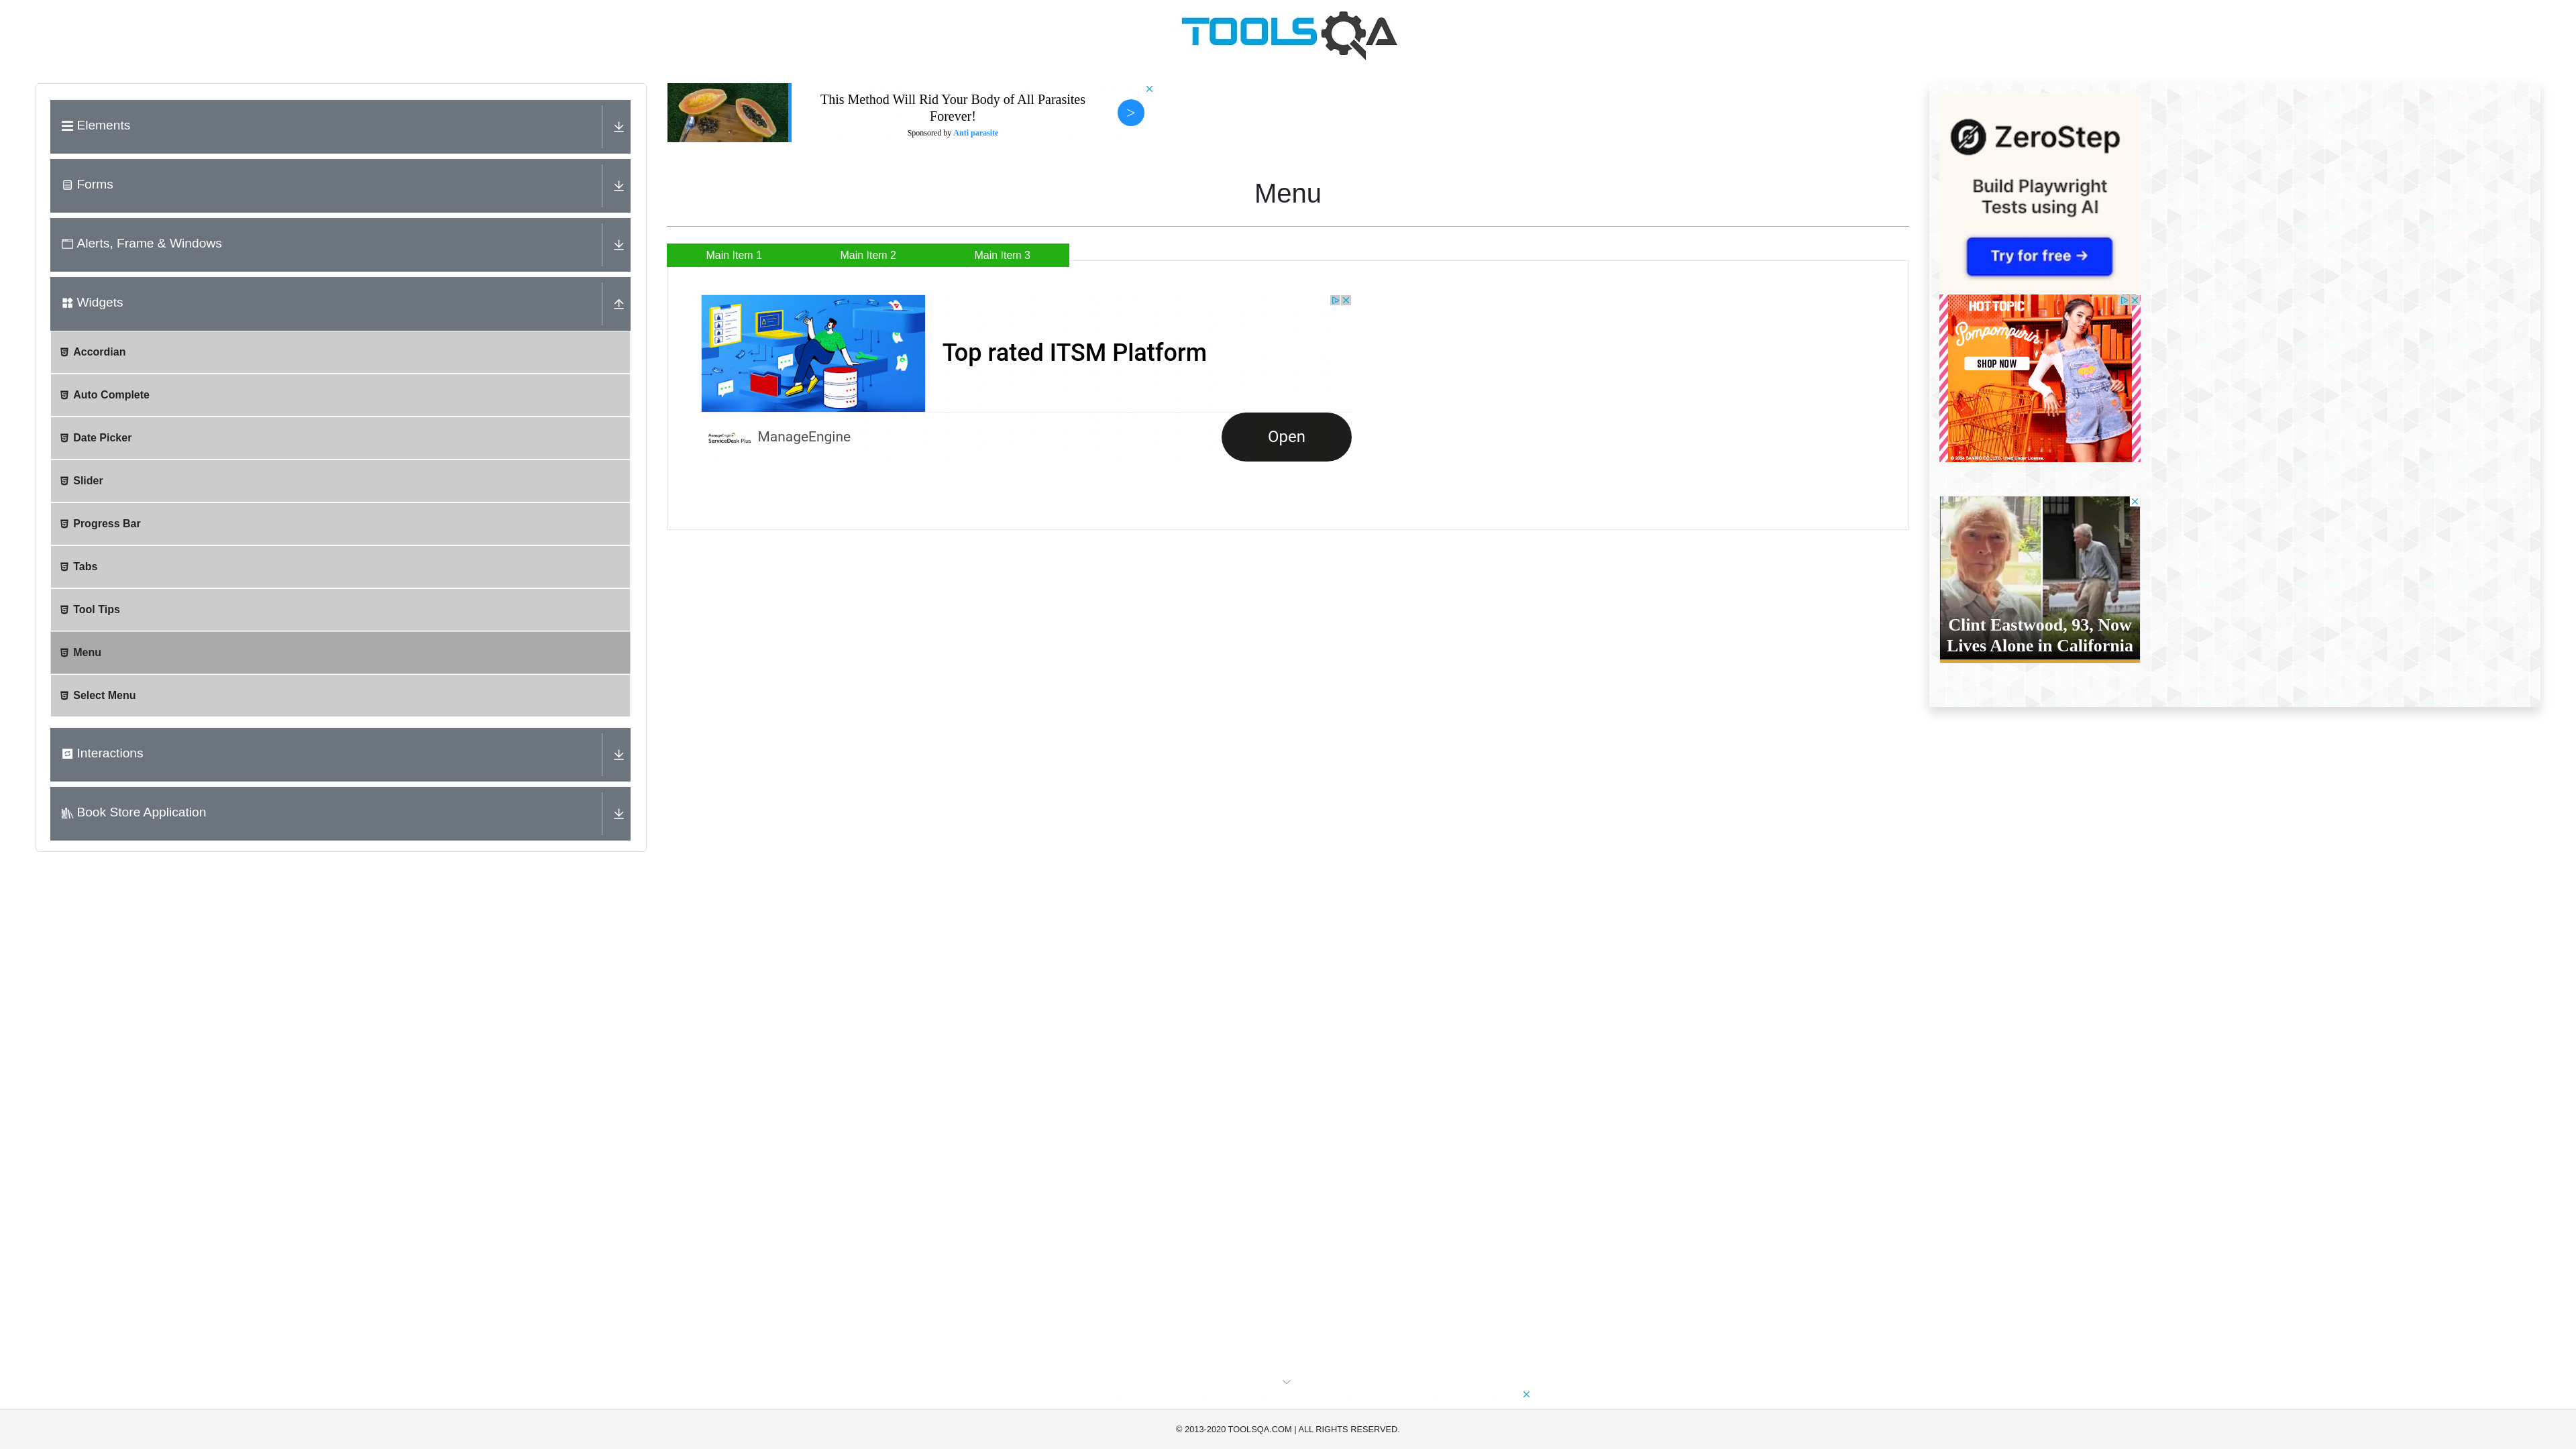 TOOLSQA
Elements
Forms
Alerts, Frame & Windows
Widgets
Accordian
Auto Complete
Date Picker
Slider
Progress Bar
Tabs
Tool Tips
Menu
Select Menu
Interactions
Book Store Application
This Method Will Rid Your Body of All Parasites
Forever!
Sponsored by Anti parasite
>
Menu
Main Item 1
Main Item 2
Main Item 3
Top rated ITSM Platform
ManageEngine
ServiceDesk Plus
ManageEngine
Open
ZeroStep
Build Playwright
Tests using AI
Try for free →
HOT TOPIC
Pompompurin
SHOP NOW
Clint Eastwood, 93, Now
Lives Alone in California
© 2013-2020 TOOLSQA.COM | ALL RIGHTS RESERVED.